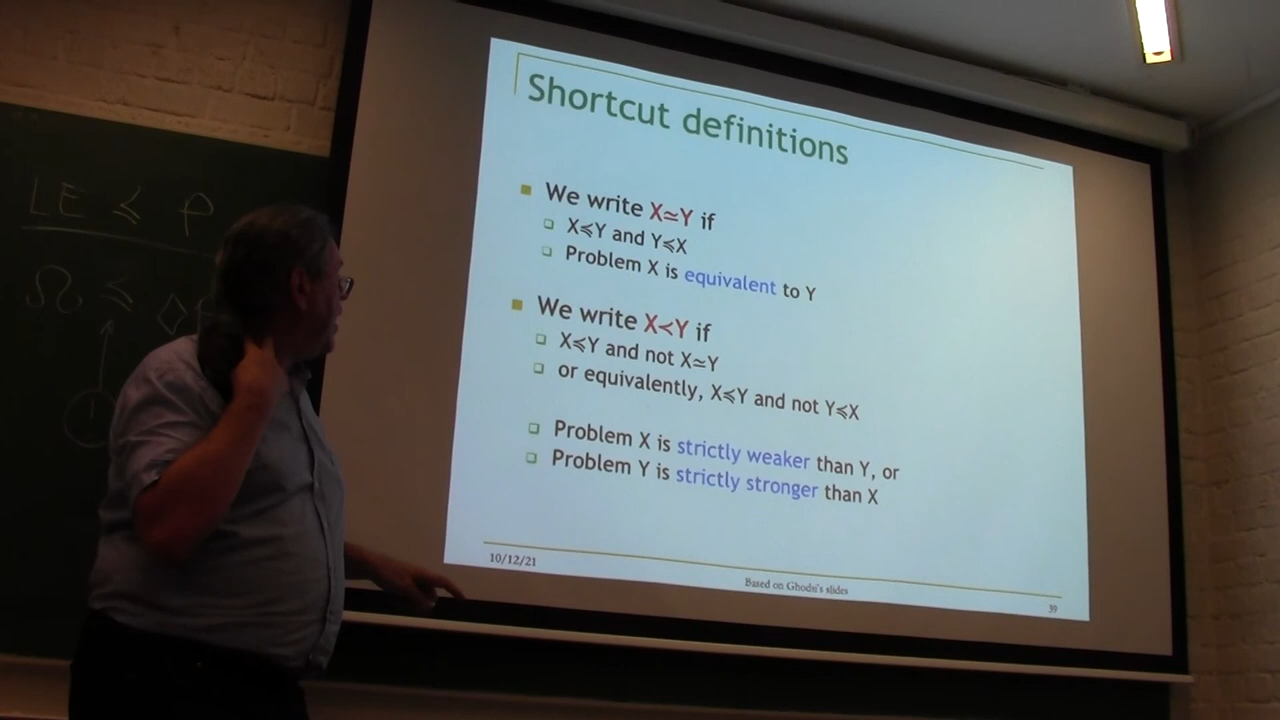 LE ≼ P
Ω ≼ ◇
Shortcut definitions
We write X≃Y if
X≼Y and Y≼X
Problem X is equivalent to Y
We write X≺Y if
X≼Y and not X≃Y
or equivalently, X≼Y and not Y≼X
Problem X is strictly weaker than Y, or
Problem Y is strictly stronger than X
10/12/21
Based on Ghodsi's slides
39